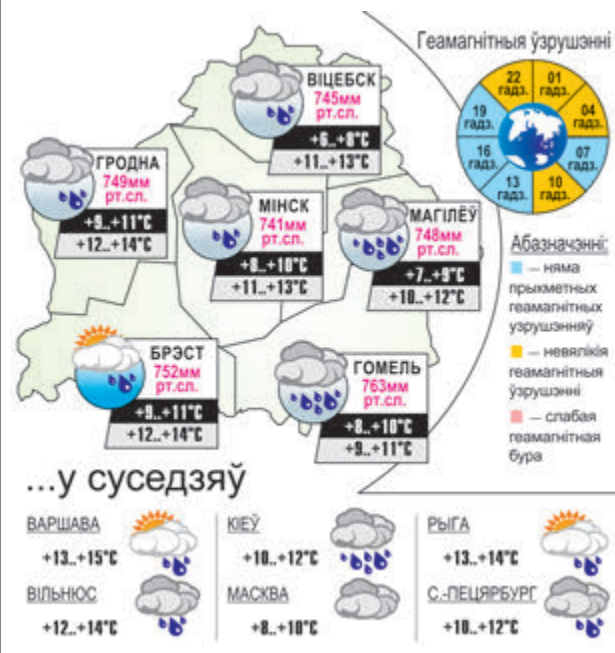 Геамагнітныя ўзрушэнні
22 гадз.
01 гадз.
04 гадз.
07 гадз.
10 гадз.
13 гадз.
16 гадз.
19 гадз.
ВІЦЕБСК
745мм
рт.сл.
+6..+8°C
+11..+13°C
ГРОДНА
749мм
рт.сл.
+9..+11°C
+12..+14°C
МІНСК
741мм
рт.сл.
+8..+10°C
+11..+13°C
МАГІЛЁЎ
748мм
рт.сл.
+7..+9°C
+10..+12°C
БРЭСТ
752мм
рт.сл.
+9..+11°C
+12..+14°C
ГОМЕЛЬ
763мм
рт.сл.
+8..+10°C
+9..+11°C
Абазначэнні:
— няма
прыкметных
геамагнітных
узрушэнняў
— невялікія
геамагнітныя
ўзрушэнні
— слабая
геамагнітная
бура
...у суседзяў
ВАРШАВА
+13..+15°C
КІЕЎ
+10..+12°C
РЫГА
+13..+14°C
ВІЛЬНЮС
+12..+14°C
МАСКВА
+8..+10°C
С.-ПЕЦЯРБУРГ
+10..+12°C